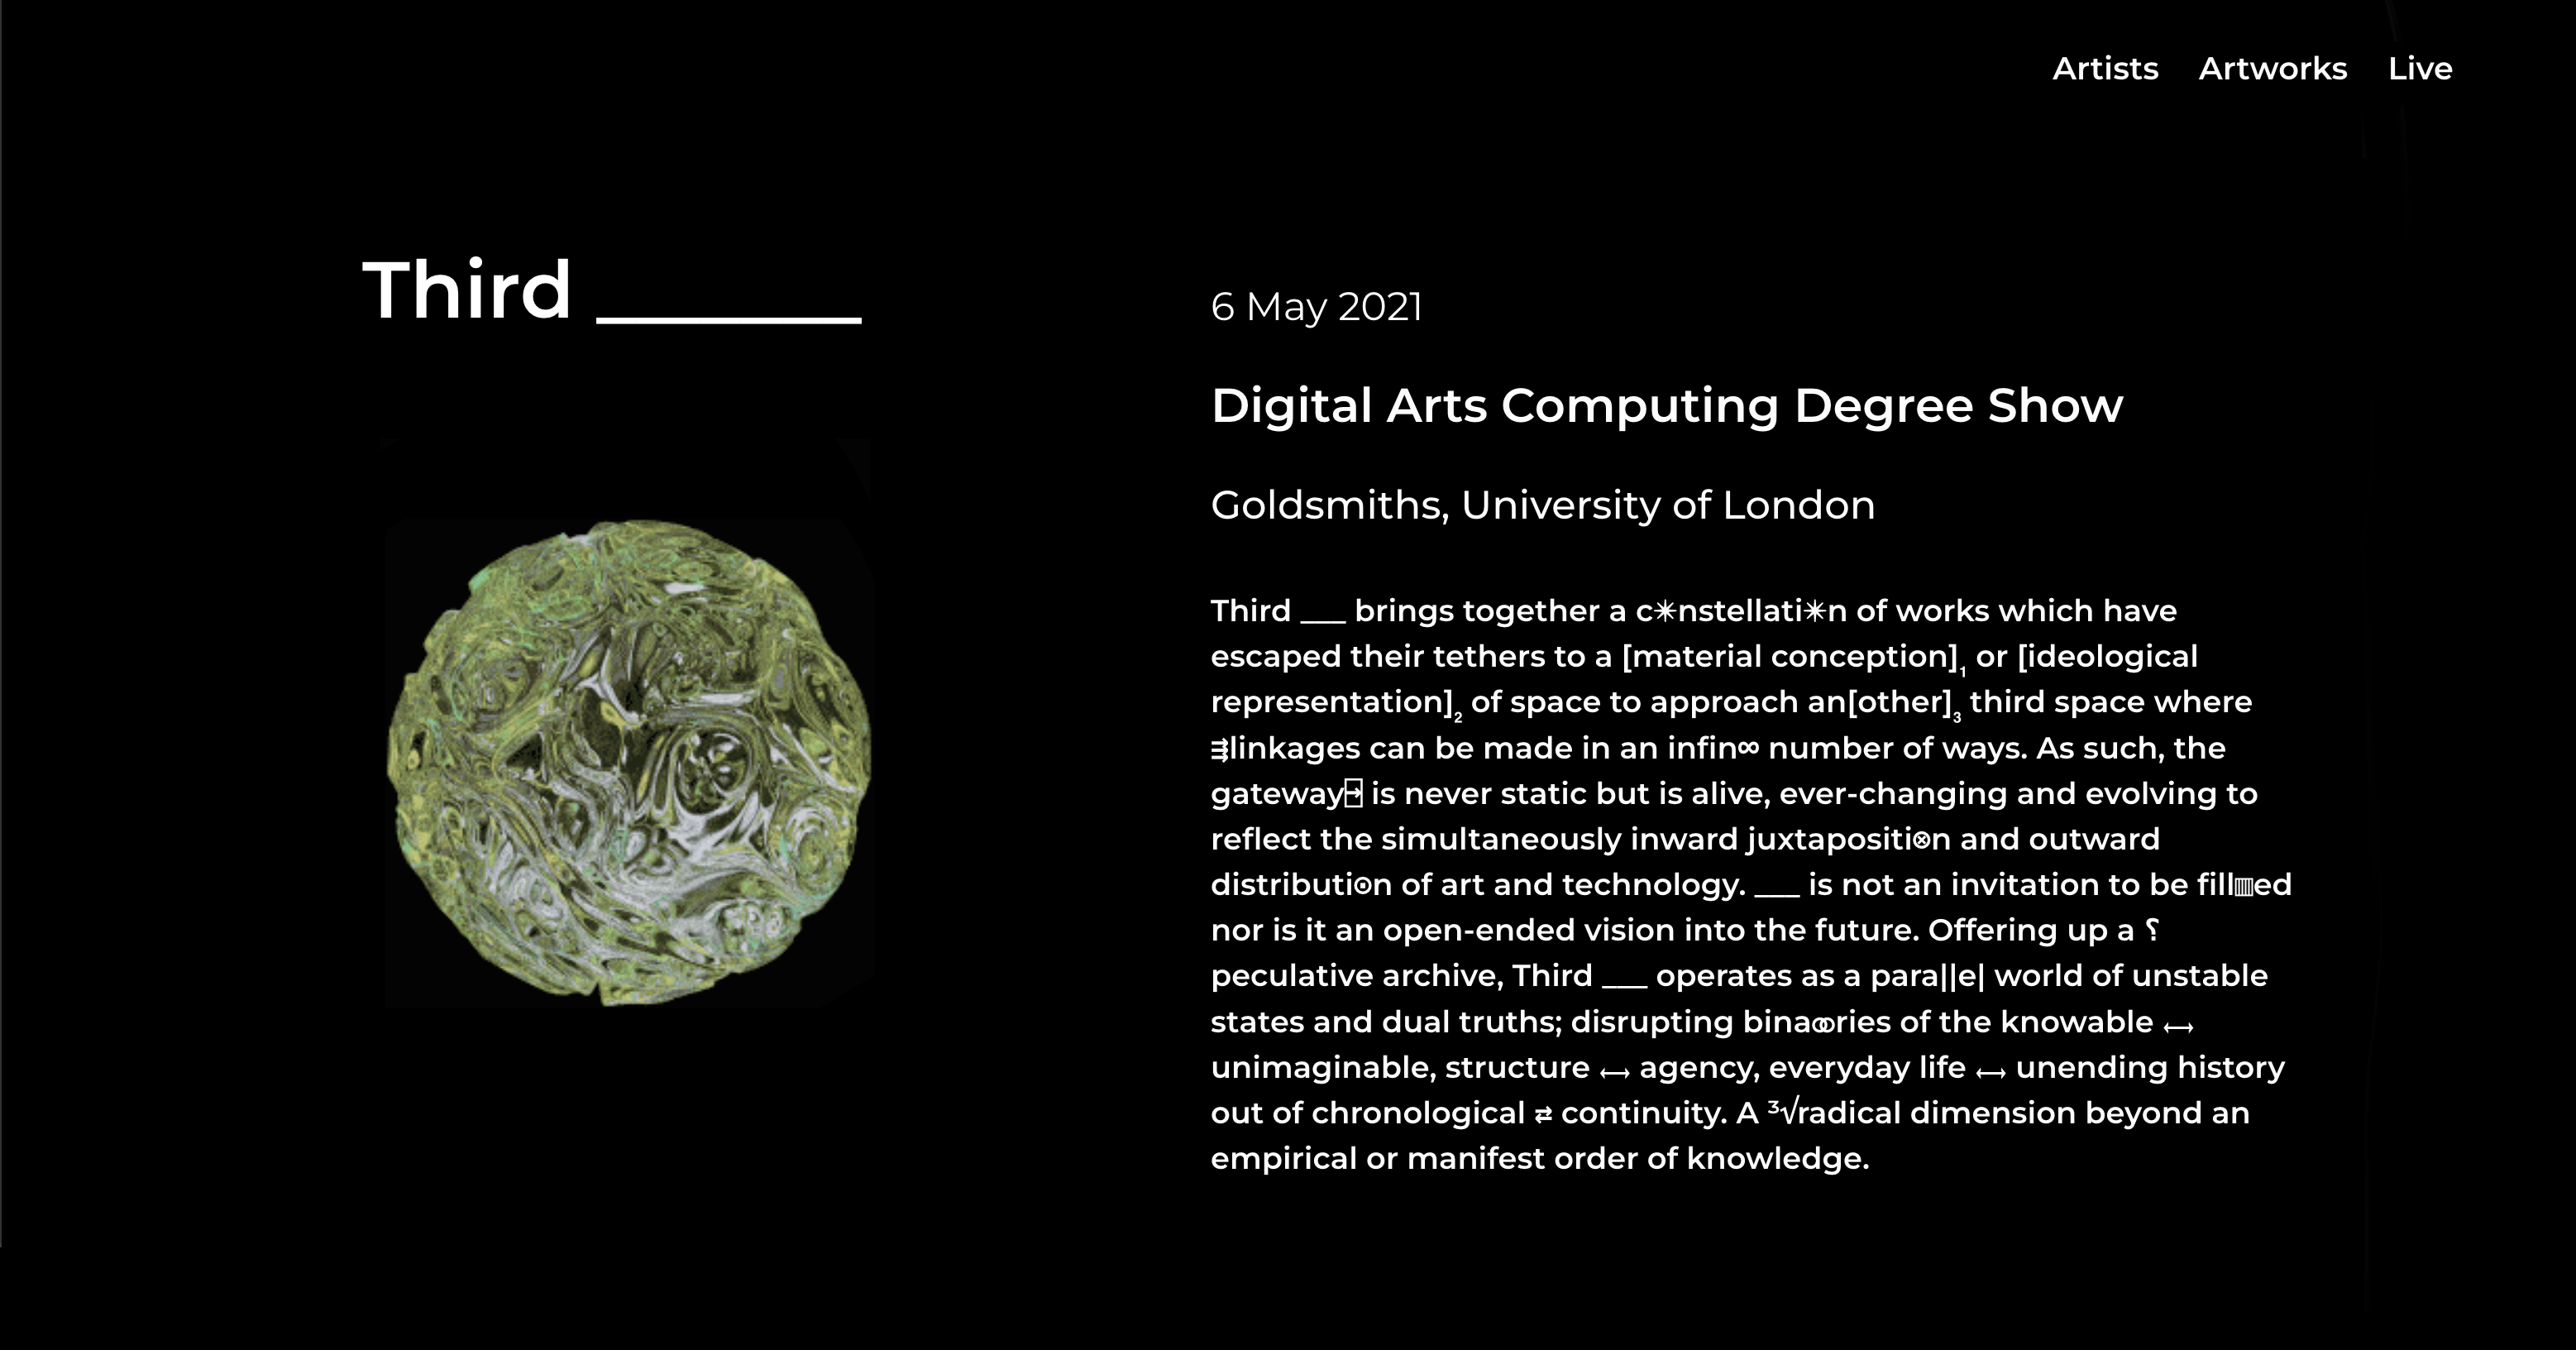 Artists Artworks Live
Third ______
6 May 2021
Digital Arts Computing Degree Show
Goldsmiths, University of London
Third ___ brings together a c✴nstellati✴n of works which have
escaped their tethers to a [material conception]₁ or [ideological
representation]₂ of space to approach an[other]₃ third space where
⇶linkages can be made in an infin∞ number of ways. As such, the
gateway⍈ is never static but is alive, ever-changing and evolving to
reflect the simultaneously inward juxtapositi⊗n and outward
distributi⊙n of art and technology. ___ is not an invitation to be fill▥ed
nor is it an open-ended vision into the future. Offering up a ⸮
peculative archive, Third ___ operates as a para||e| world of unstable
states and dual truths; disrupting binaꝏries of the knowable ⟷
unimaginable, structure ⟷ agency, everyday life ⟷ unending history
out of chronological ⇄ continuity. A ³√radical dimension beyond an
empirical or manifest order of knowledge.